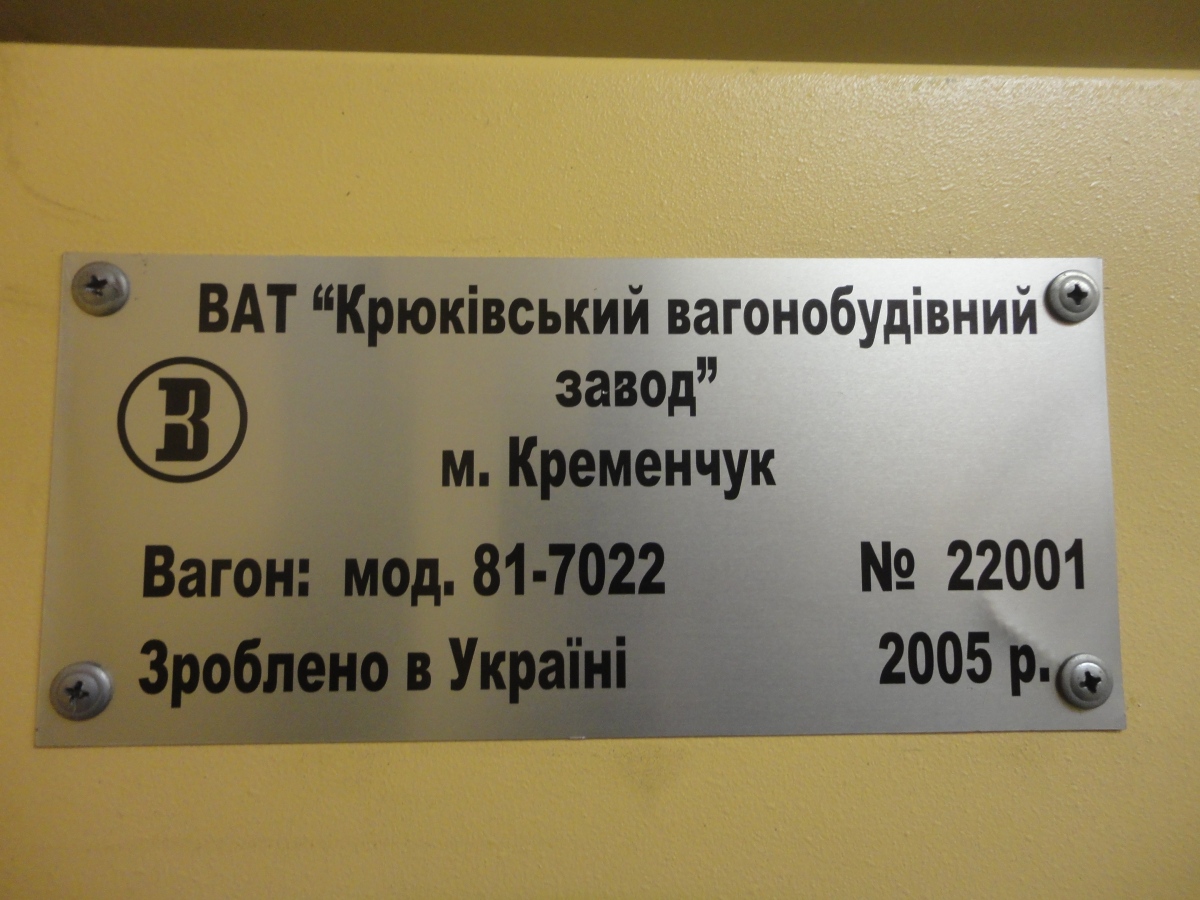 ВАТ “Крюківський вагонобудівний
завод”
м. Кременчук
Вагон: мод. 81-7022 № 22001
Зроблено в Україні 2005 р.